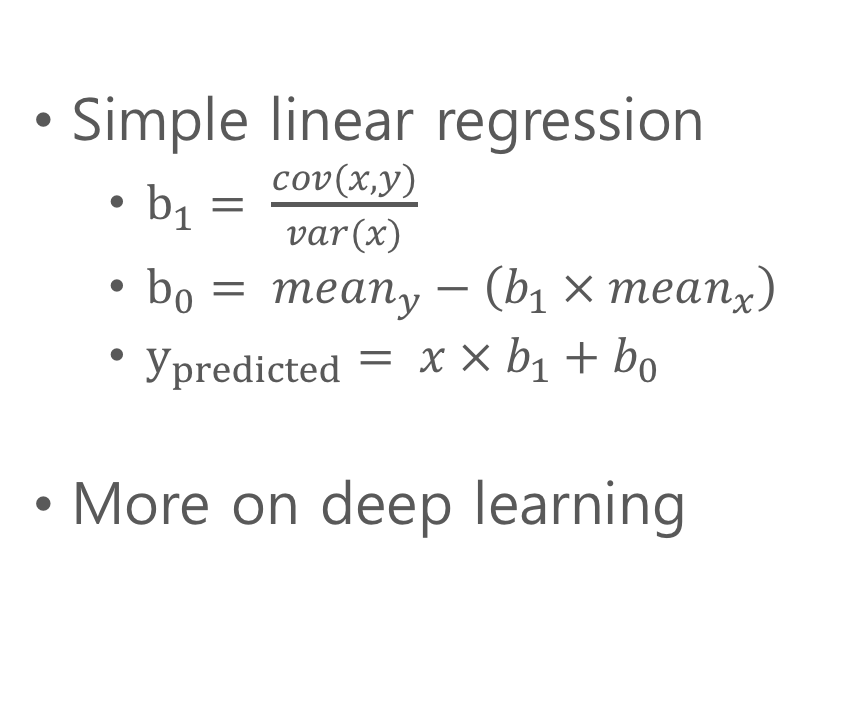 • Simple linear regression
• b₁ = cov(x,y) / var(x)
• b₀ = mean_y − (b₁ × mean_x)
• y_predicted = x × b₁ + b₀
• More on deep learning